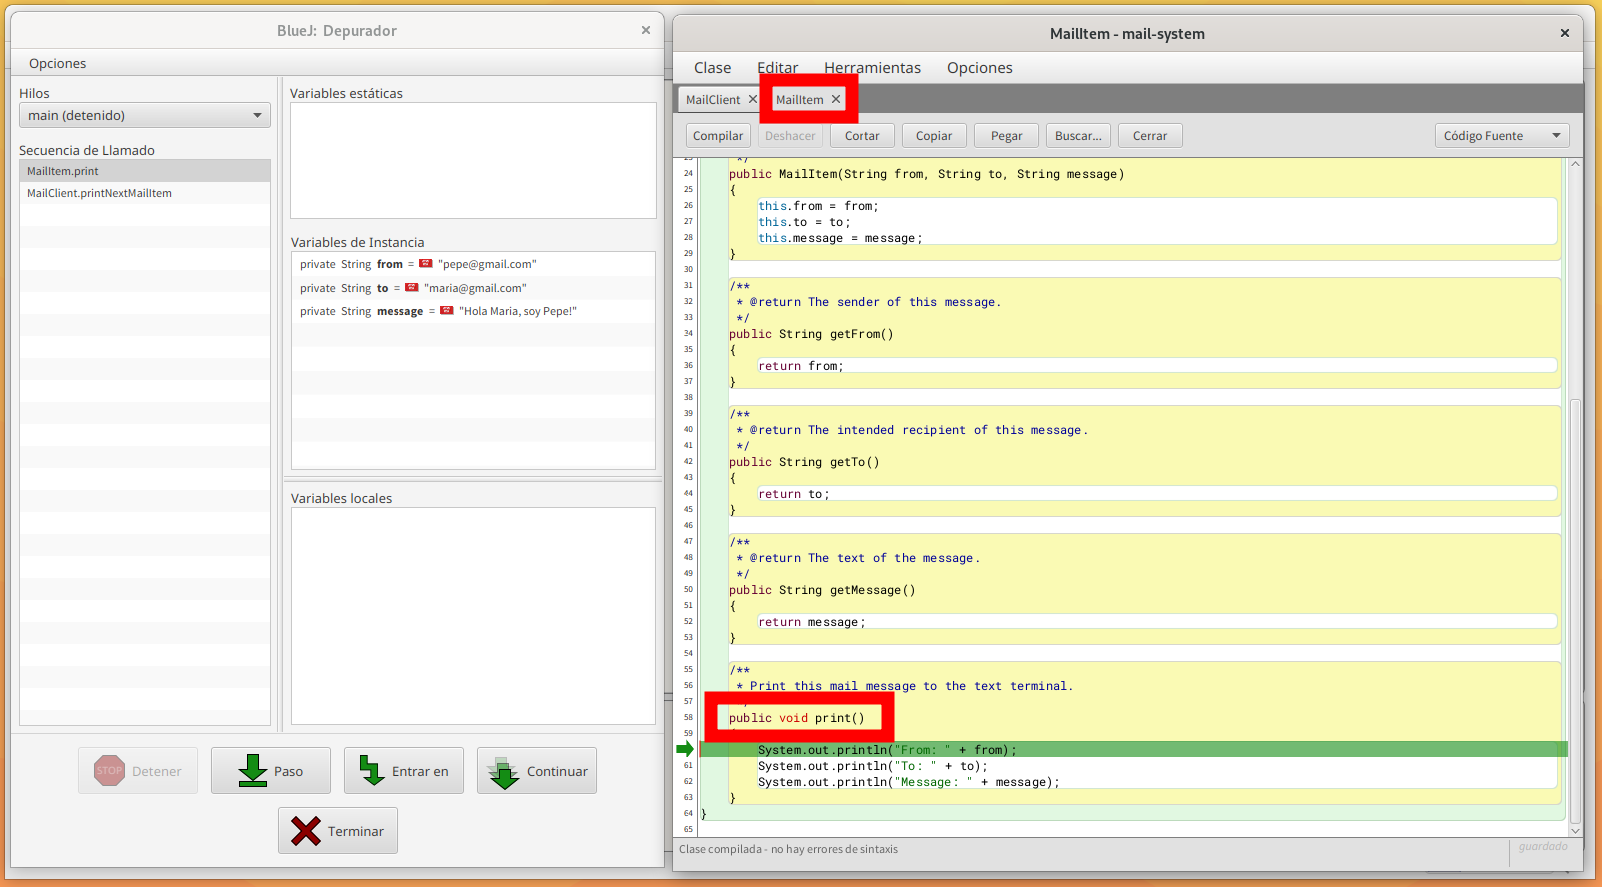 BlueJ: Depurador
×
Opciones
Hilos
main (detenido)
Secuencia de Llamado
MailItem.print
MailClient.printNextMailItem
Variables estáticas
Variables de Instancia
private String from = "pepe@gmail.com"
private String to = "maria@gmail.com"
private String message = "Hola Maria, soy Pepe!"
Variables locales
STOP Detener
Paso
Entrar en
Continuar
Terminar
MailItem - mail-system
×
Clase Editar Herramientas Opciones
MailClient × MailItem ×
Compilar Deshacer Cortar Copiar Pegar Buscar... Cerrar Código Fuente
*/
24 public MailItem(String from, String to, String message)
25 {
26 this.from = from;
27 this.to = to;
28 this.message = message;
29 }
30
31 /**
32 * @return The sender of this message.
33 */
34 public String getFrom()
35 {
36 return from;
37 }
38
39 /**
40 * @return The intended recipient of this message.
41 */
42 public String getTo()
43 {
44 return to;
45 }
46
47 /**
48 * @return The text of the message.
49 */
50 public String getMessage()
51 {
52 return message;
53 }
54
55 /**
56 * Print this mail message to the text terminal.
57
58 public void print()
59
System.out.println("From: " + from);
61 System.out.println("To: " + to);
62 System.out.println("Message: " + message);
63 }
64 }
65
Clase compilada - no hay errores de sintaxis
guardado